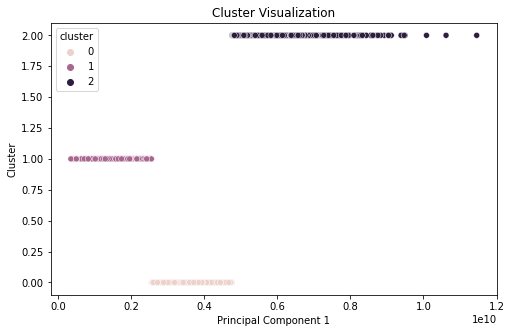 Cluster Visualization
cluster
0
1
2
2.00
1.75
1.50
1.25
1.00
0.75
0.50
0.25
0.00
Cluster
0.0 0.2 0.4 0.6 0.8 1.0 1.2
1e10
Principal Component 1